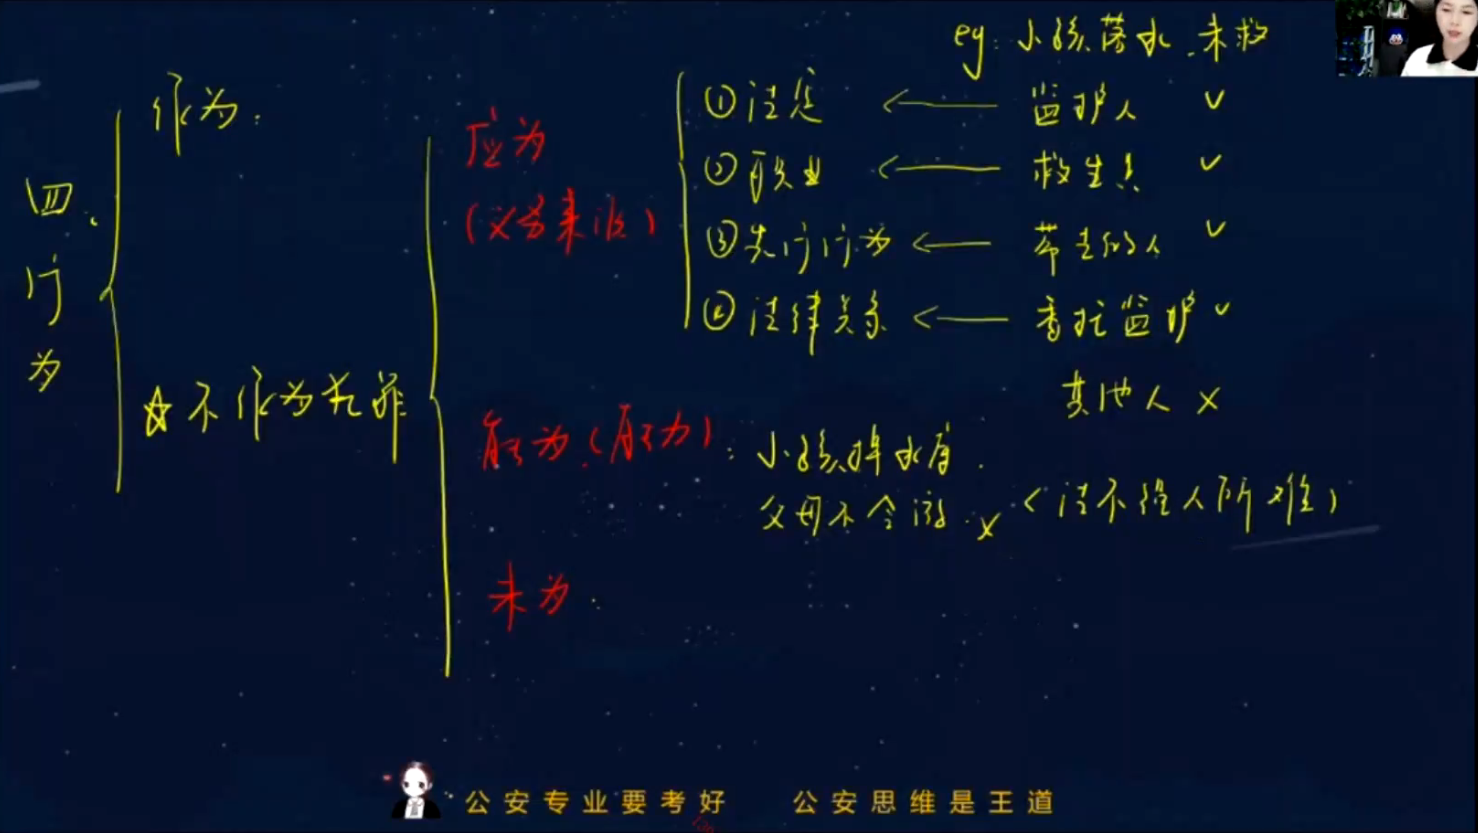 eg: 小孩落水.未救
四、行为
作为:
☆不作为犯罪
应为
(义务来源)
①法定 ← 监护人 ✓
②职业 ← 救生员 ✓
③先行行为 ← 带去的人 ✓
④法律关系 ← 委托监护 ✓
其他人 ×
能为.(能力): 小孩掉水库.
父母不会游.× (法不强人所难)
未为.
公安专业要考好 公安思维是王道